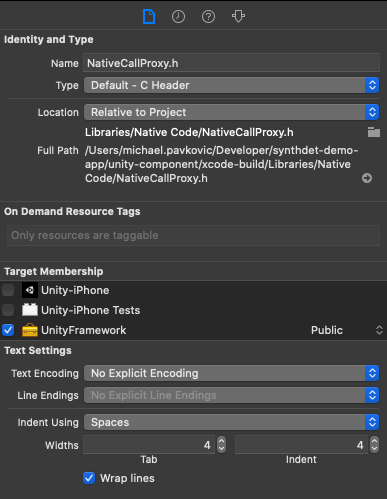 Identity and Type
Name NativeCallProxy.h
Type Default - C Header
Location Relative to Project
Libraries/Native Code/NativeCallProxy.h
Full Path /Users/michael.pavkovic/Developer/synthdet-demo-
app/unity-component/xcode-build/Libraries/Native
Code/NativeCallProxy.h
On Demand Resource Tags
Only resources are taggable
Target Membership
Unity-iPhone
Unity-iPhone Tests
UnityFramework Public
Text Settings
Text Encoding No Explicit Encoding
Line Endings No Explicit Line Endings
Indent Using Spaces
Widths 4 4
Tab Indent
Wrap lines